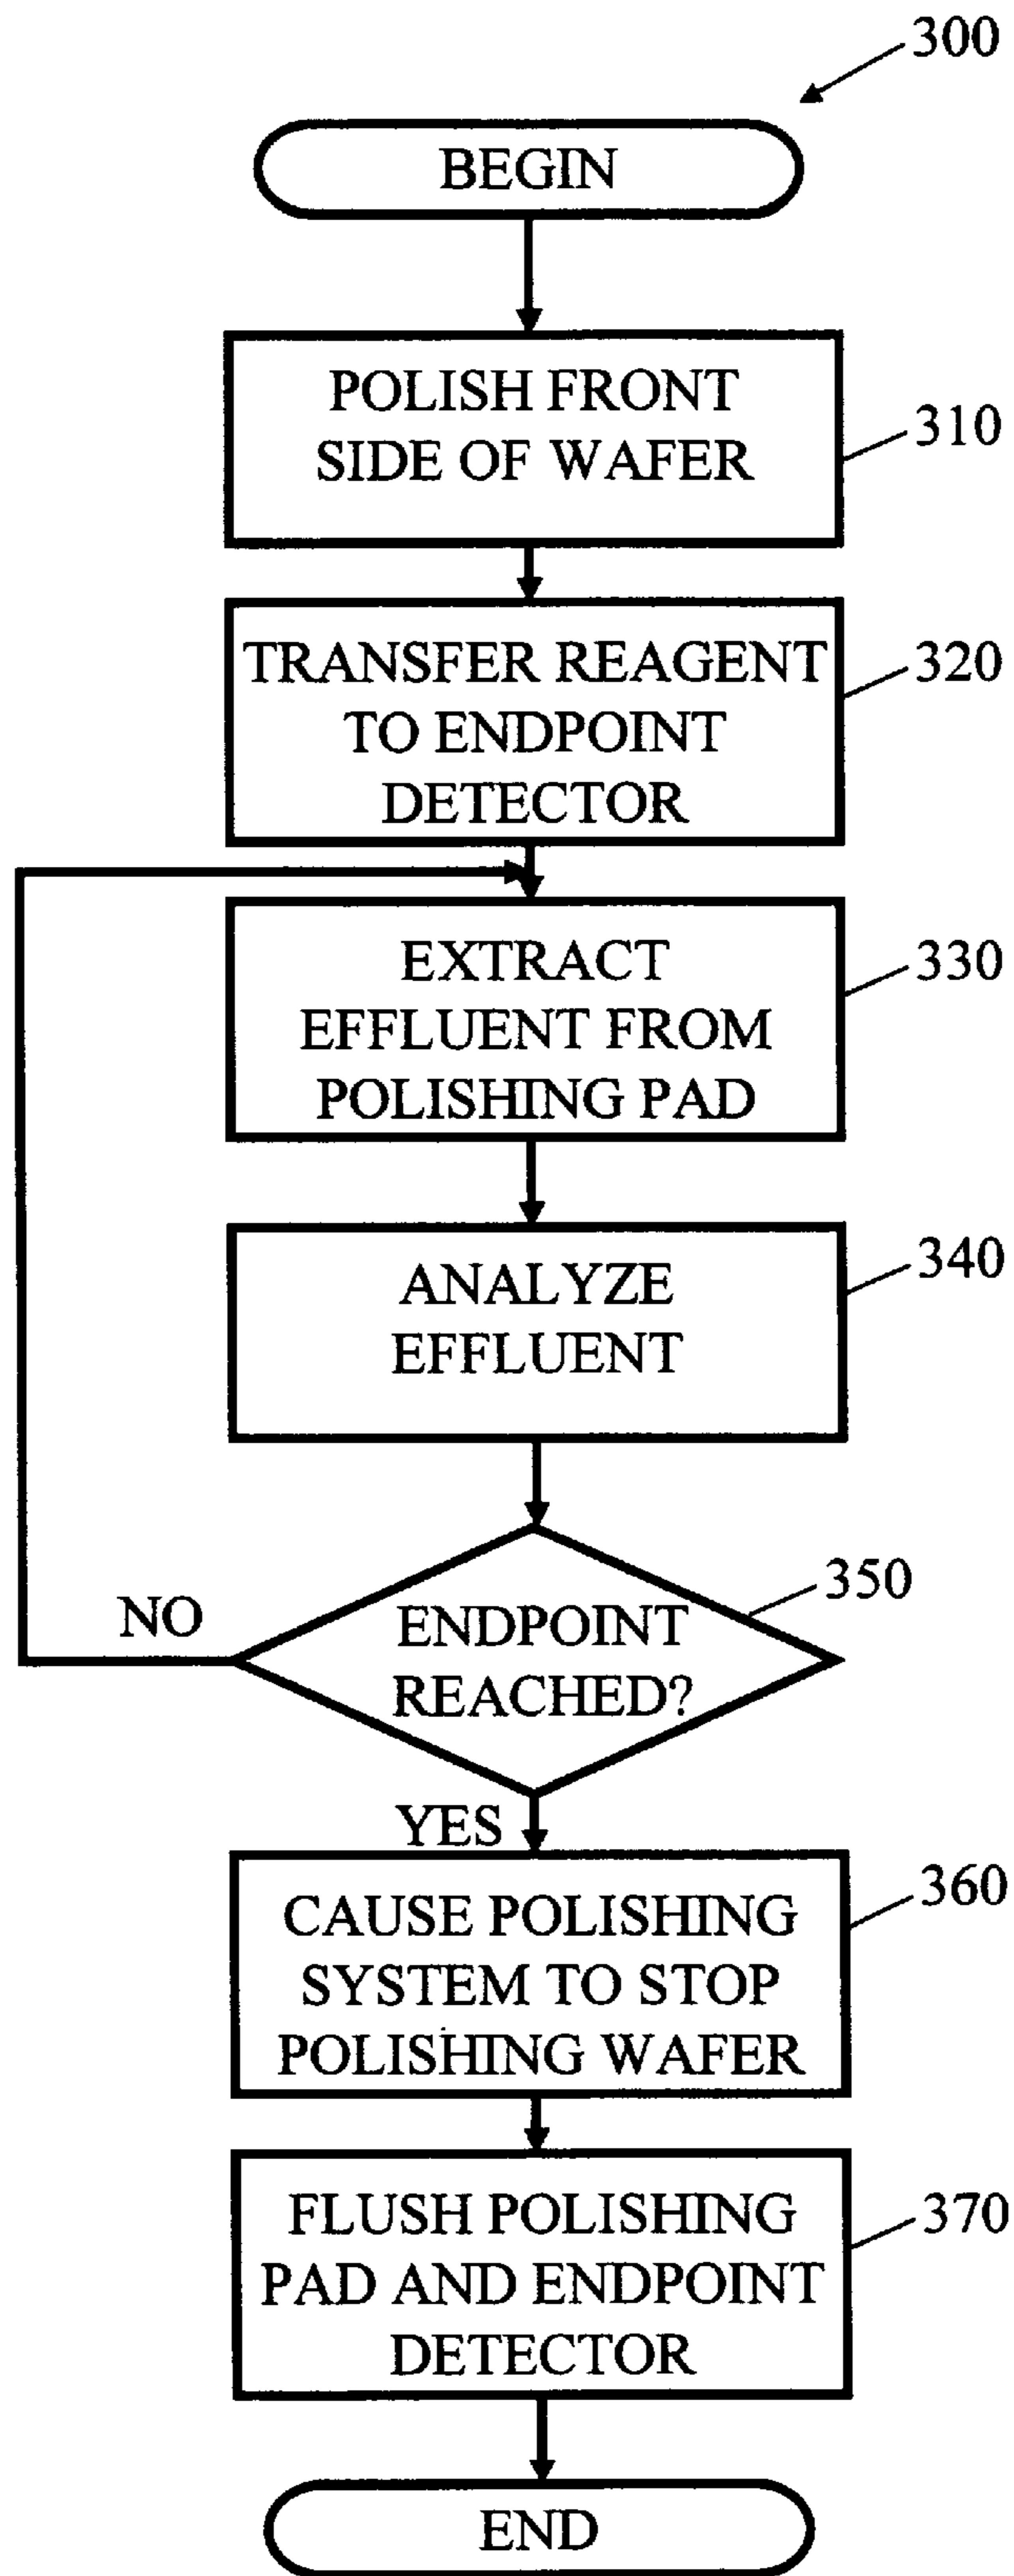 300
BEGIN
POLISH FRONT
SIDE OF WAFER
310
TRANSFER REAGENT
TO ENDPOINT
DETECTOR
320
EXTRACT
EFFLUENT FROM
POLISHING PAD
330
ANALYZE
EFFLUENT
340
ENDPOINT
REACHED?
350
NO
YES
CAUSE POLISHING
SYSTEM TO STOP
POLISHING WAFER
360
FLUSH POLISHING
PAD AND ENDPOINT
DETECTOR
370
END